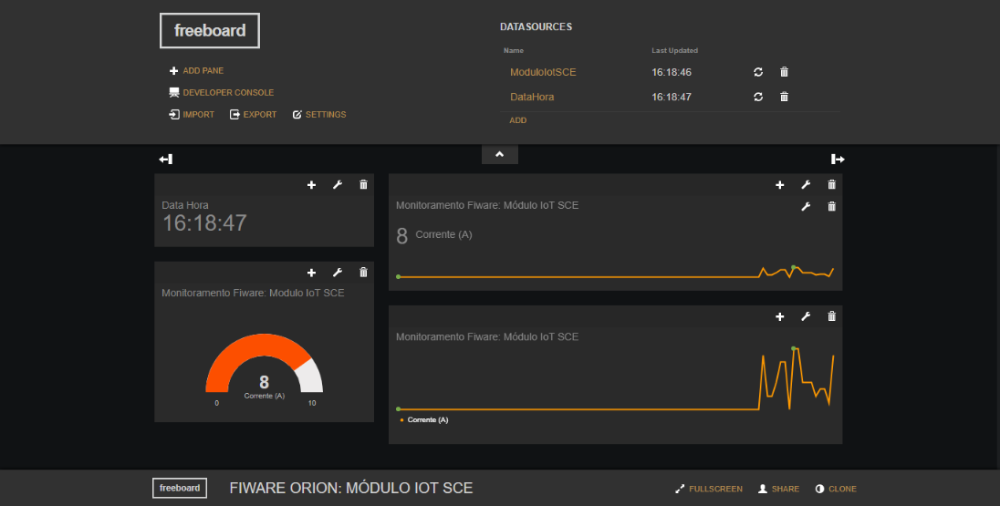 freeboard
ADD PANE
DEVELOPER CONSOLE
IMPORT EXPORT SETTINGS
DATASOURCES
Name Last Updated
ModuloIotSCE 16:18:46
DataHora 16:18:47
ADD
Data Hora
16:18:47
Monitoramento Fiware: Módulo IoT SCE
8 Corrente (A)
Monitoramento Fiware: Modulo IoT SCE
8
Corrente (A)
0 10
Monitoramento Fiware: Módulo IoT SCE
Corrente (A)
freeboard FIWARE ORION: MÓDULO IOT SCE FULLSCREEN SHARE CLONE